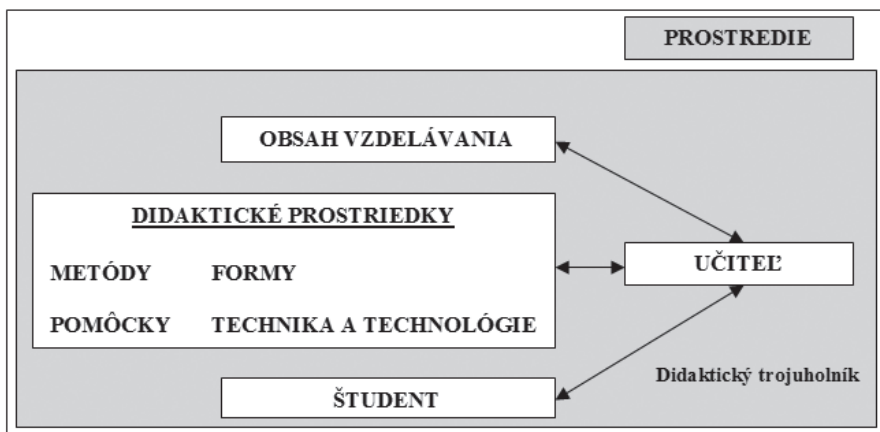 PROSTREDIE
OBSAH VZDELÁVANIA
DIDAKTICKÉ PROSTRIEDKY
METÓDY FORMY
UČITEĽ
POMÔCKY TECHNIKA A TECHNOLÓGIE
Didaktický trojuholník
ŠTUDENT